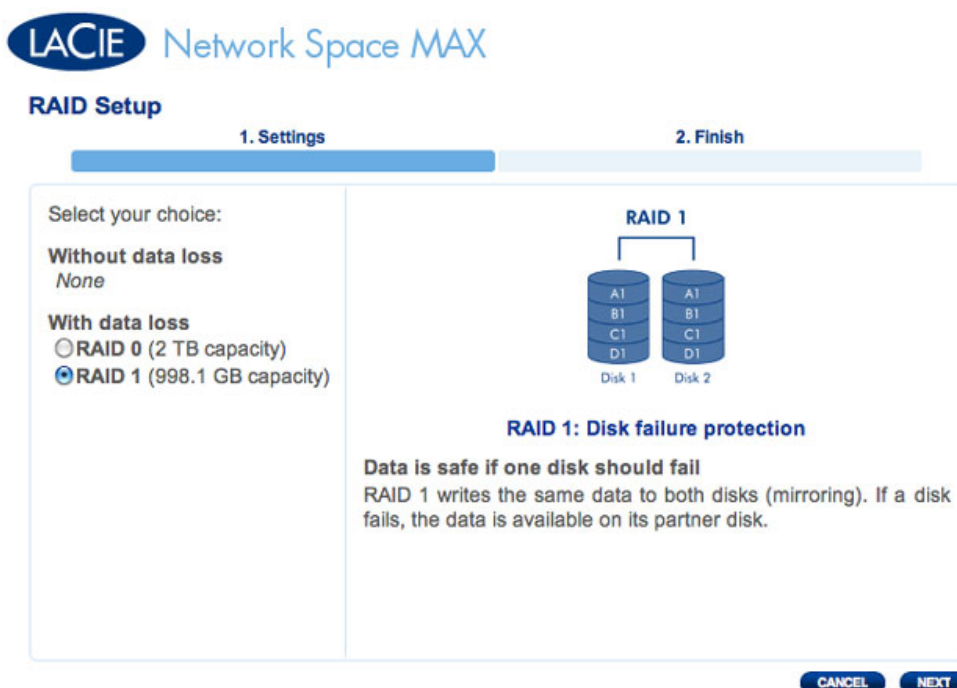 LACIE Network Space MAX
RAID Setup
1. Settings
2. Finish
Select your choice:
Without data loss
None
With data loss
RAID 0 (2 TB capacity)
RAID 1 (998.1 GB capacity)
RAID 1
A1
B1
C1
D1
Disk 1
A1
B1
C1
D1
Disk 2
RAID 1: Disk failure protection
Data is safe if one disk should fail
RAID 1 writes the same data to both disks (mirroring). If a disk
fails, the data is available on its partner disk.
CANCEL
NEXT